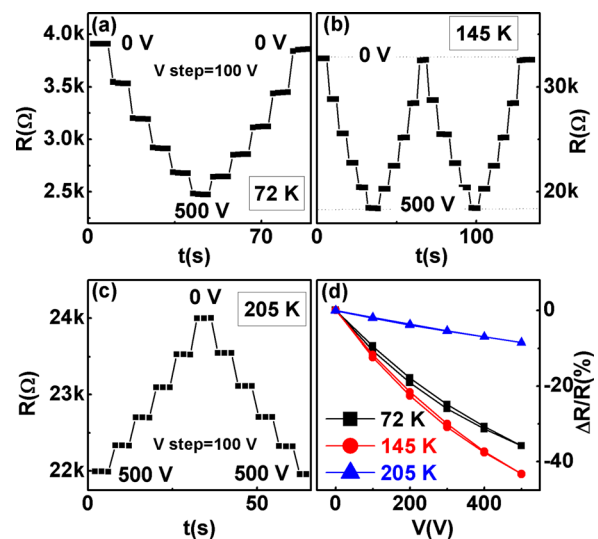 (a)
0 V
0 V
V step=100 V
500 V
72 K
4.0k
3.5k
3.0k
2.5k
R(Ω)
0
70
t(s)
(b)
145 K
0 V
500 V
30k
20k
R(Ω)
0
100
t(s)
(c)
205 K
0 V
V step=100 V
500 V
500 V
24k
23k
22k
R(Ω)
0
50
t(s)
(d)
72 K
145 K
205 K
0
-20
-40
ΔR/R(%)
0
200
400
V(V)